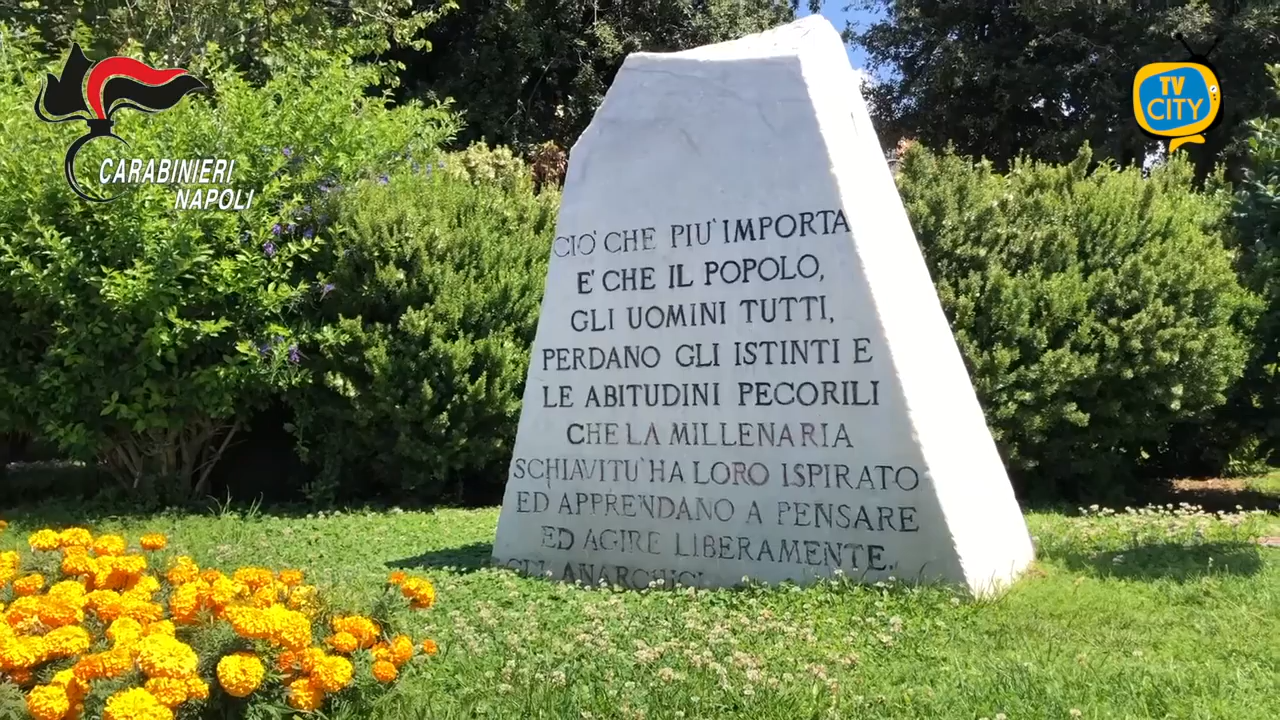 CARABINIERI
NAPOLI
TV
CITY
CIO' CHE PIU' IMPORTA
E' CHE IL POPOLO,
GLI UOMINI TUTTI,
PERDANO GLI ISTINTI E
LE ABITUDINI PECORILI
CHE LA MILLENARIA
SCHIAVITU' HA LORO ISPIRATO
ED APPRENDANO A PENSARE
ED AGIRE LIBERAMENTE.
GLI ANARCHICI